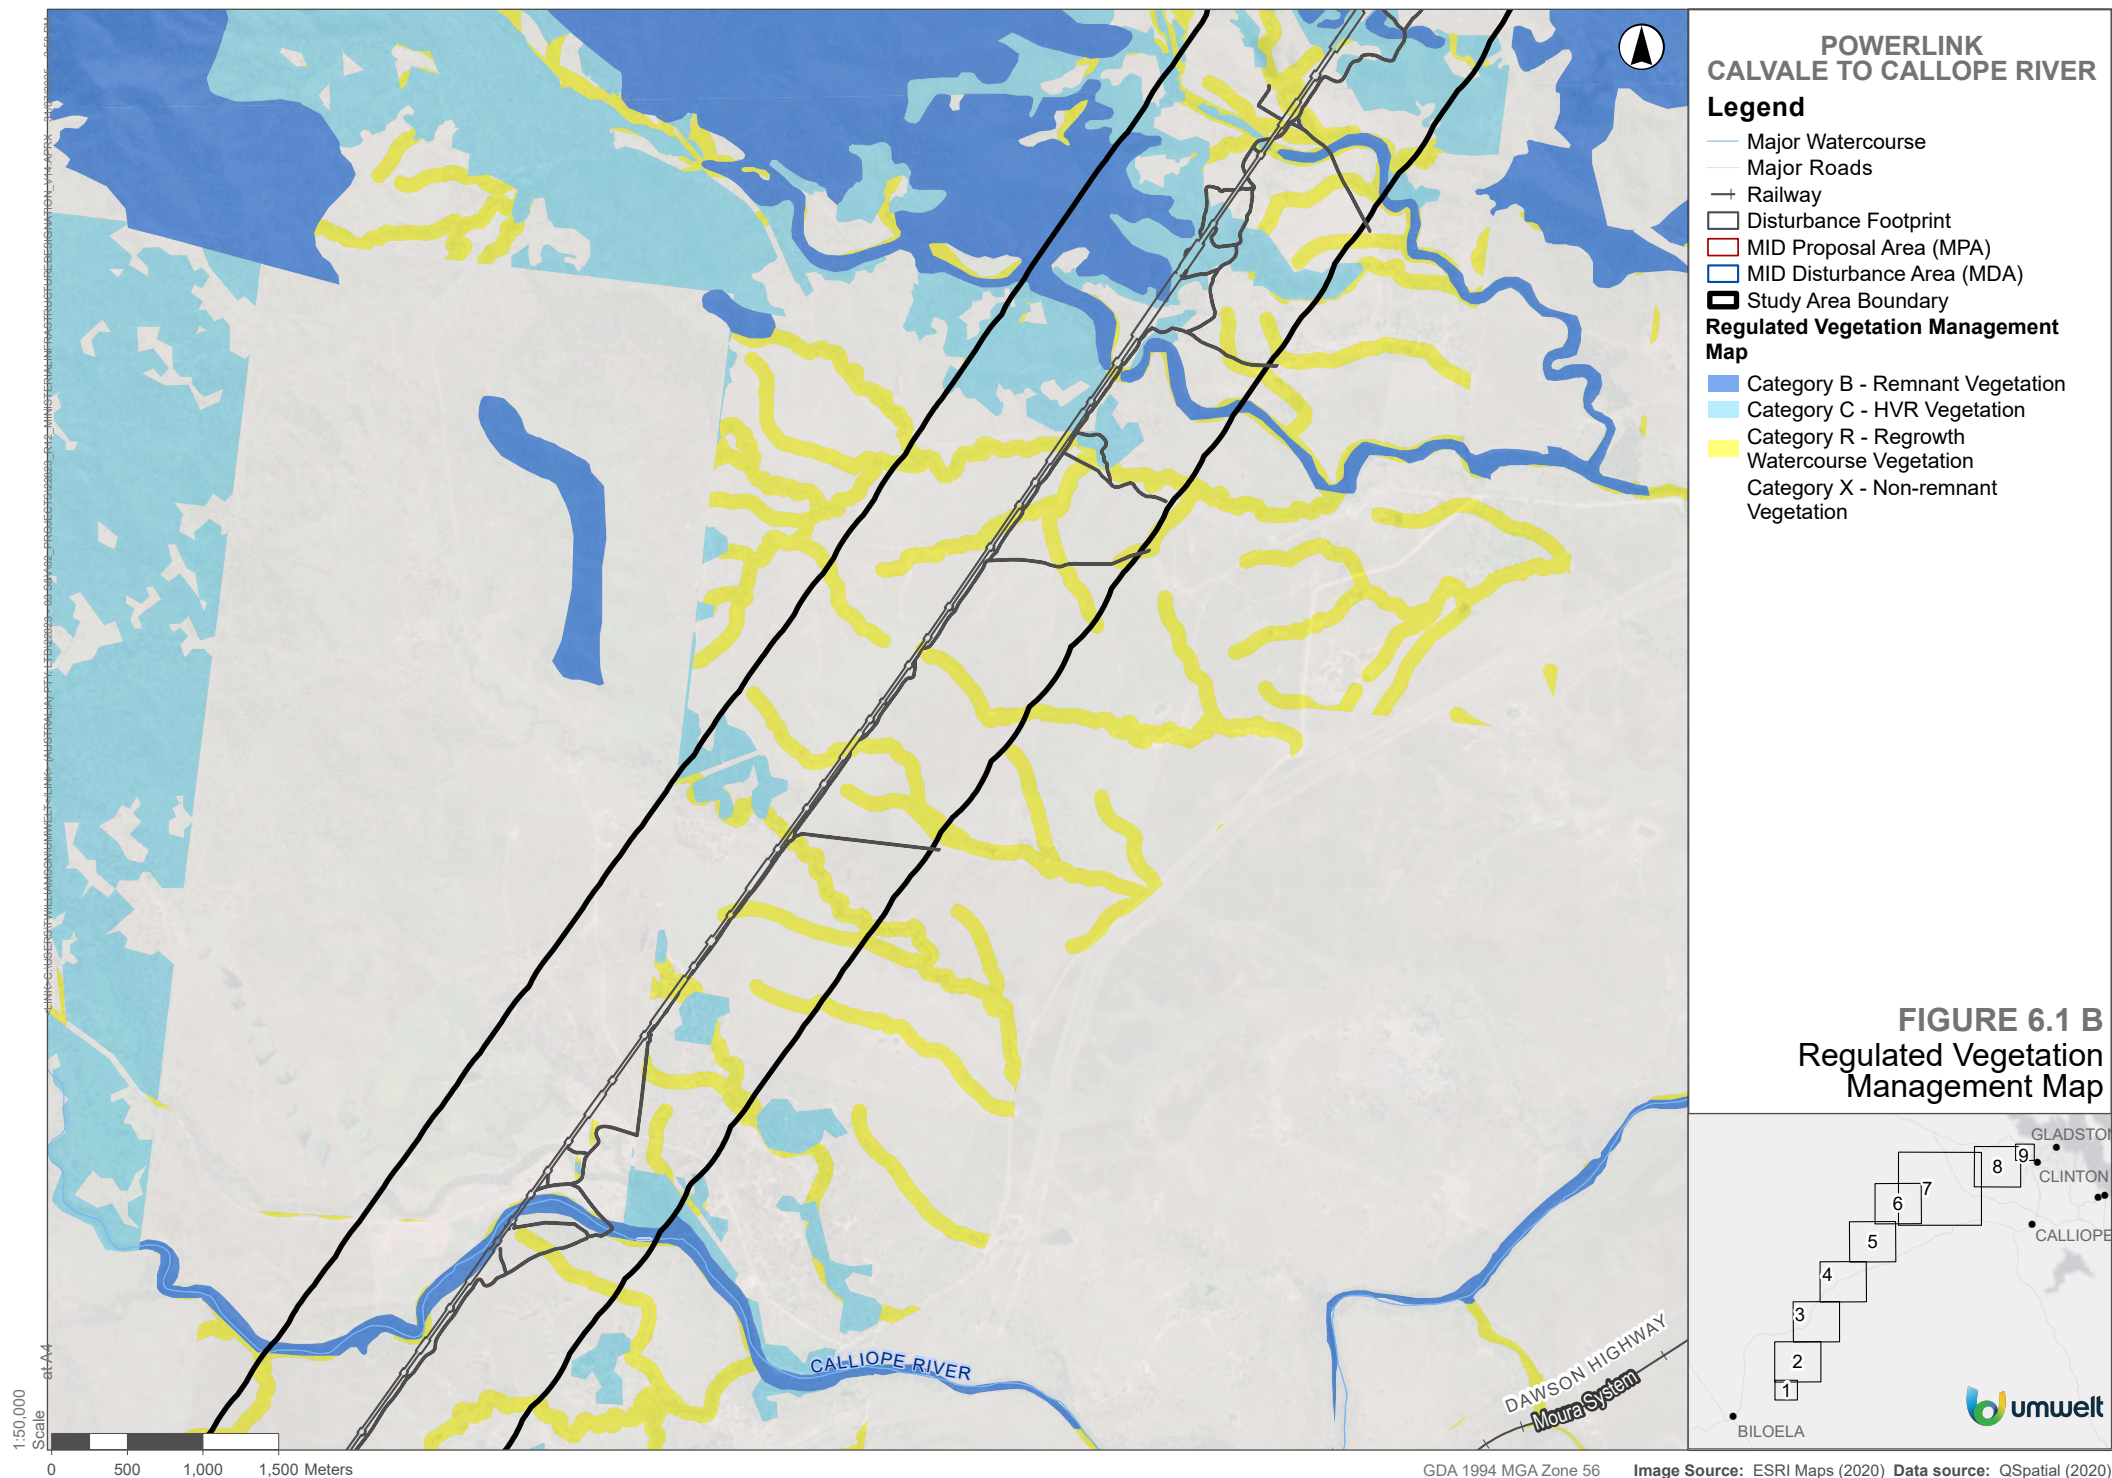 POWERLINK
CALVALE TO CALLOPE RIVER
Legend
Major Watercourse
Major Roads
Railway
Disturbance Footprint
MID Proposal Area (MPA)
MID Disturbance Area (MDA)
Study Area Boundary
Regulated Vegetation Management
Map
Category B - Remnant Vegetation
Category C - HVR Vegetation
Category R - Regrowth
Watercourse Vegetation
Category X - Non-remnant
Vegetation
FIGURE 6.1 B
Regulated Vegetation
Management Map
GLADSTON
CLINTON
CALLIOPE
BILOELA
9
8
7
6
5
4
3
2
1
umwelt
CALLIOPE RIVER
DAWSON HIGHWAY
Moura System
1:50,000
Scale
at A4
0 500 1,000 1,500 Meters
GDA 1994 MGA Zone 56
Image Source: ESRI Maps (2020) Data source: QSpatial (2020)